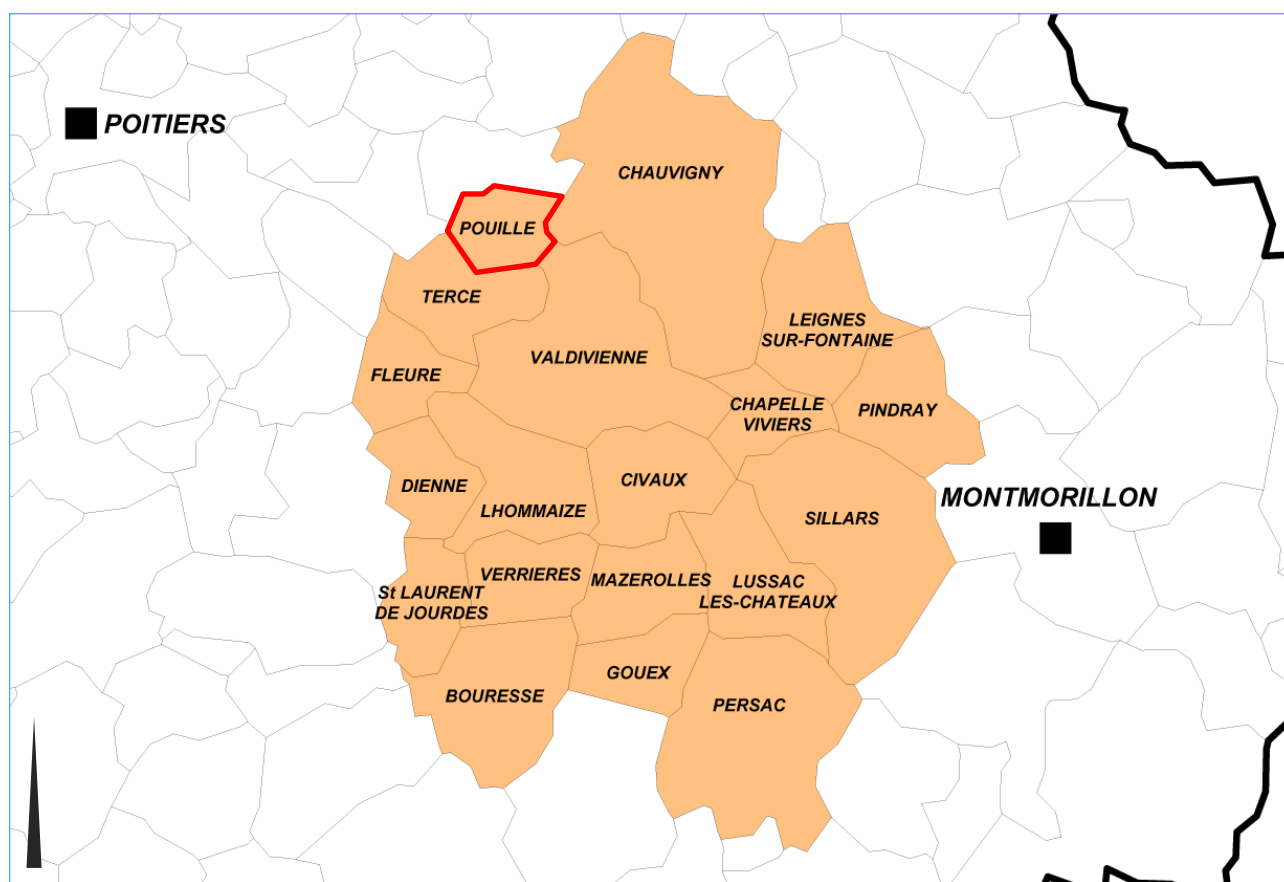 POITIERS
CHAUVIGNY
POUILLE
TERCE
LEIGNES
SUR-FONTAINE
VALDIVIENNE
FLEURE
CHAPELLE
VIVIERS
PINDRAY
CIVAUX
DIENNE
MONTMORILLON
LHOMMAIZE
SILLARS
VERRIERES
MAZEROLLES
LUSSAC
LES-CHATEAUX
St LAURENT
DE JOURDES
GOUEX
BOURESSE
PERSAC